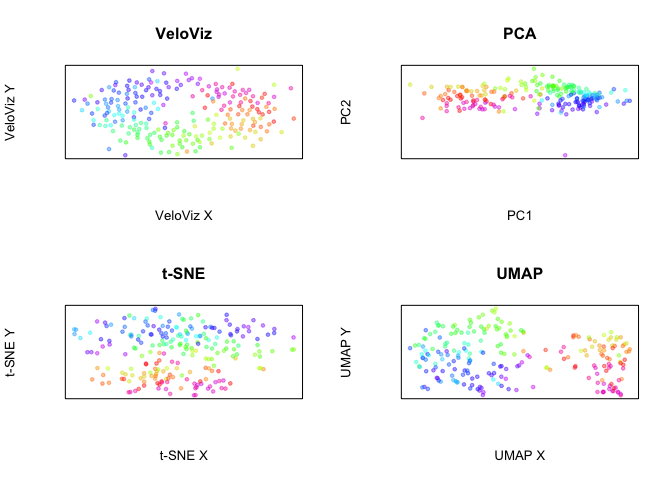 VeloViz
VeloViz Y
VeloViz X
PCA
PC2
PC1
t-SNE
t-SNE Y
t-SNE X
UMAP
UMAP Y
UMAP X